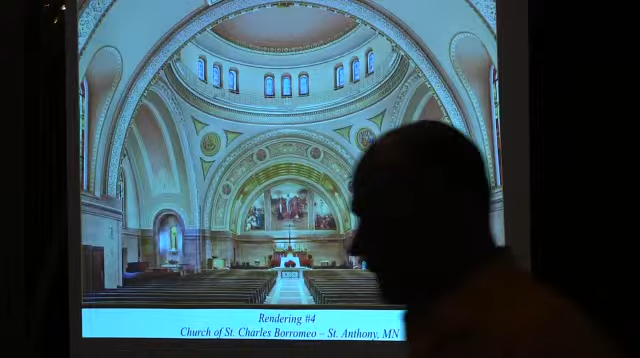 Rendering #4
Church of St. Charles Borromeo – St. Anthony, MN